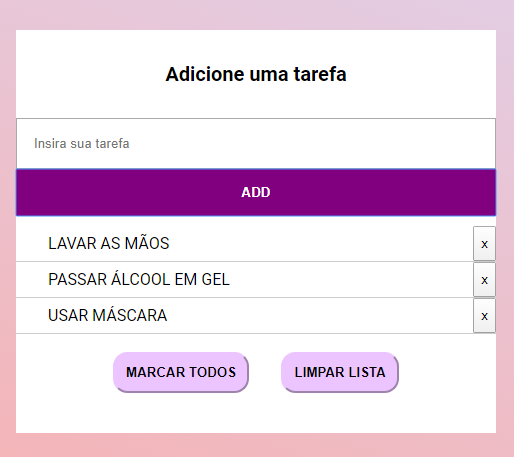 Adicione uma tarefa
Insira sua tarefa
ADD
LAVAR AS MÃOS x
PASSAR ÁLCOOL EM GEL x
USAR MÁSCARA x
MARCAR TODOS LIMPAR LISTA